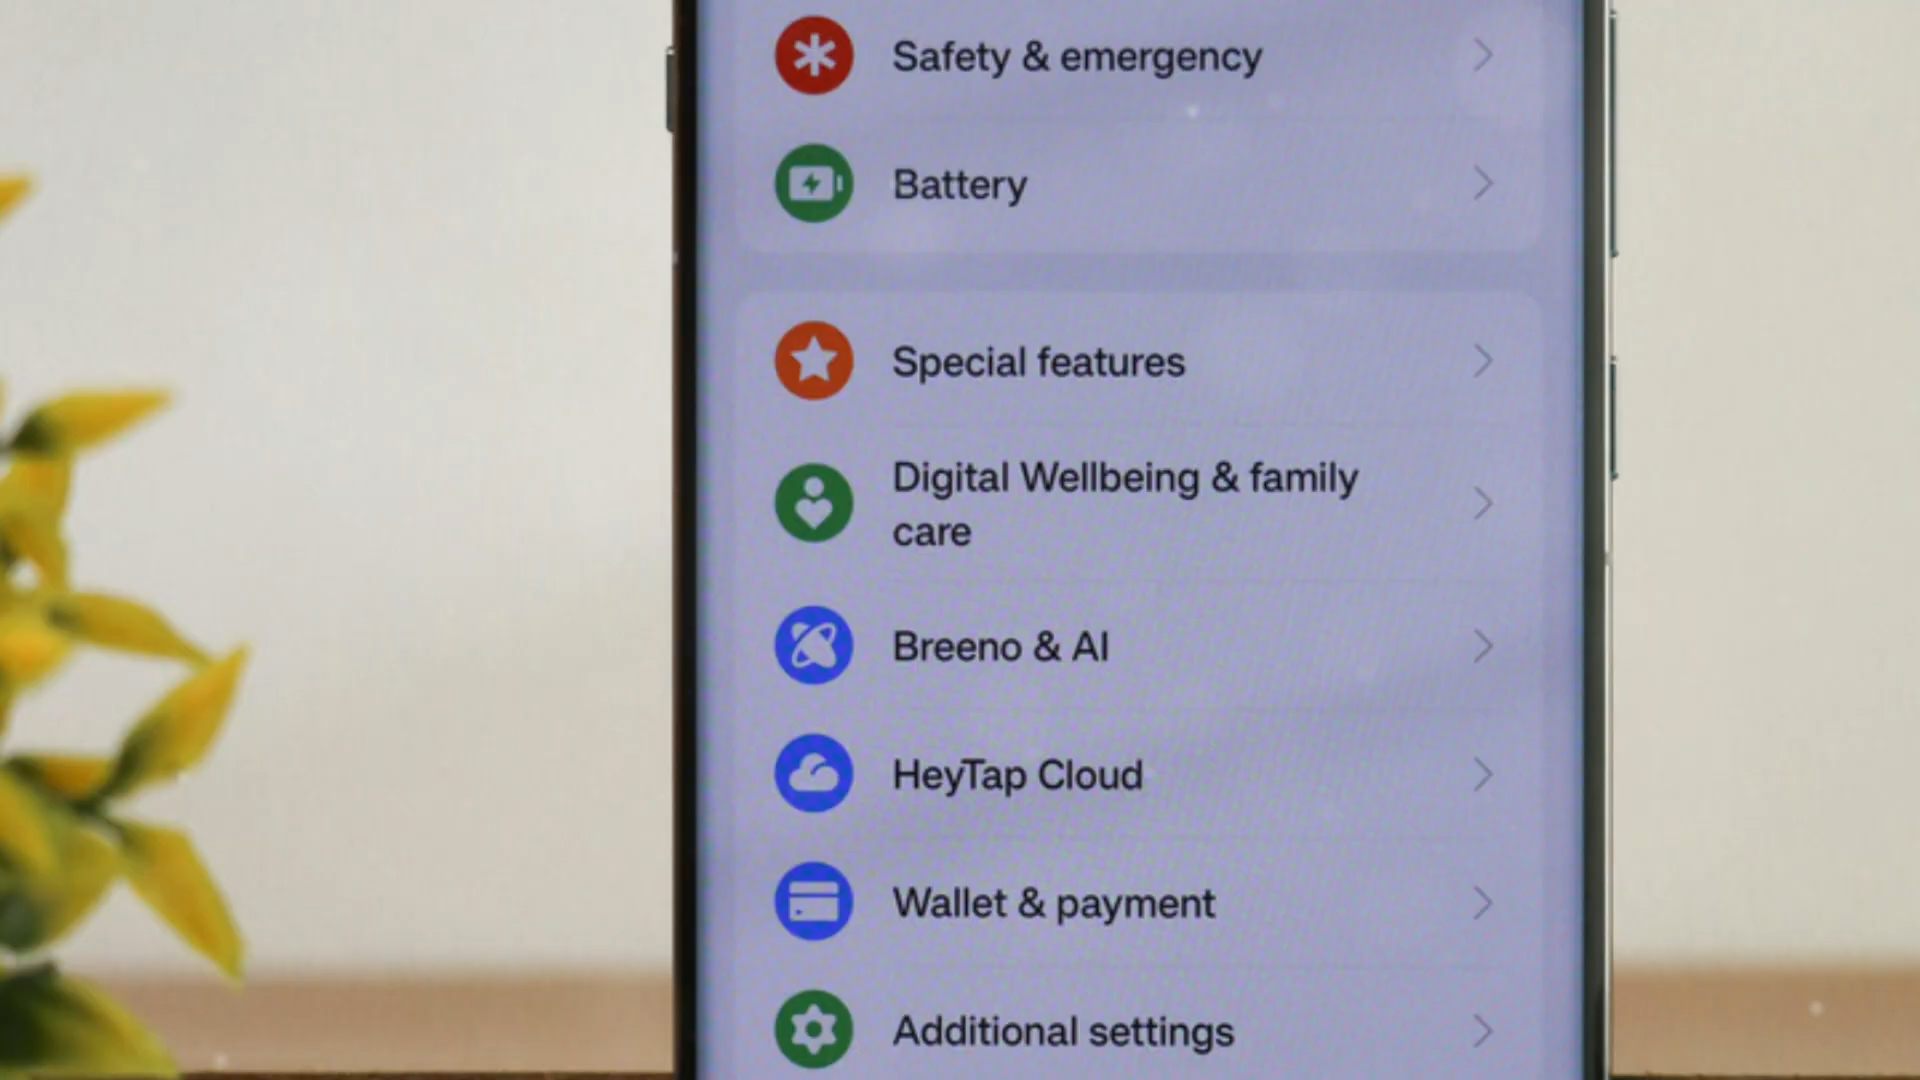 Safety & emergency
Battery
Special features
Digital Wellbeing & family
care
Breeno & AI
HeyTap Cloud
Wallet & payment
Additional settings